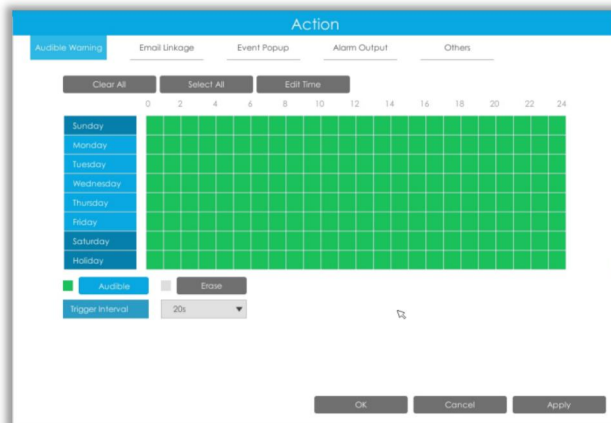 Action
Audible Warning Email Linkage Event Popup Alarm Output Others
Clear All Select All Edit Time
0 2 4 6 8 10 12 14 16 18 20 22 24
Sunday
Monday
Tuesday
Wednesday
Thursday
Friday
Saturday
Holiday
Audible Erase
Trigger Interval 20s
OK Cancel Apply